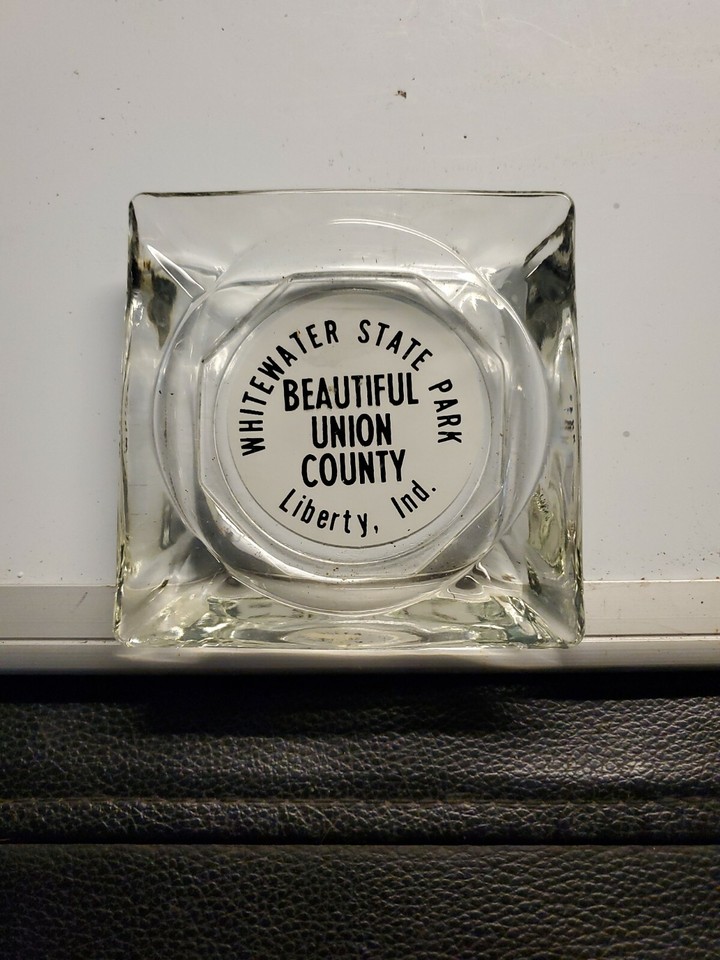 WHITEWATER STATE PARK
BEAUTIFUL
UNION
COUNTY
Liberty, Ind.